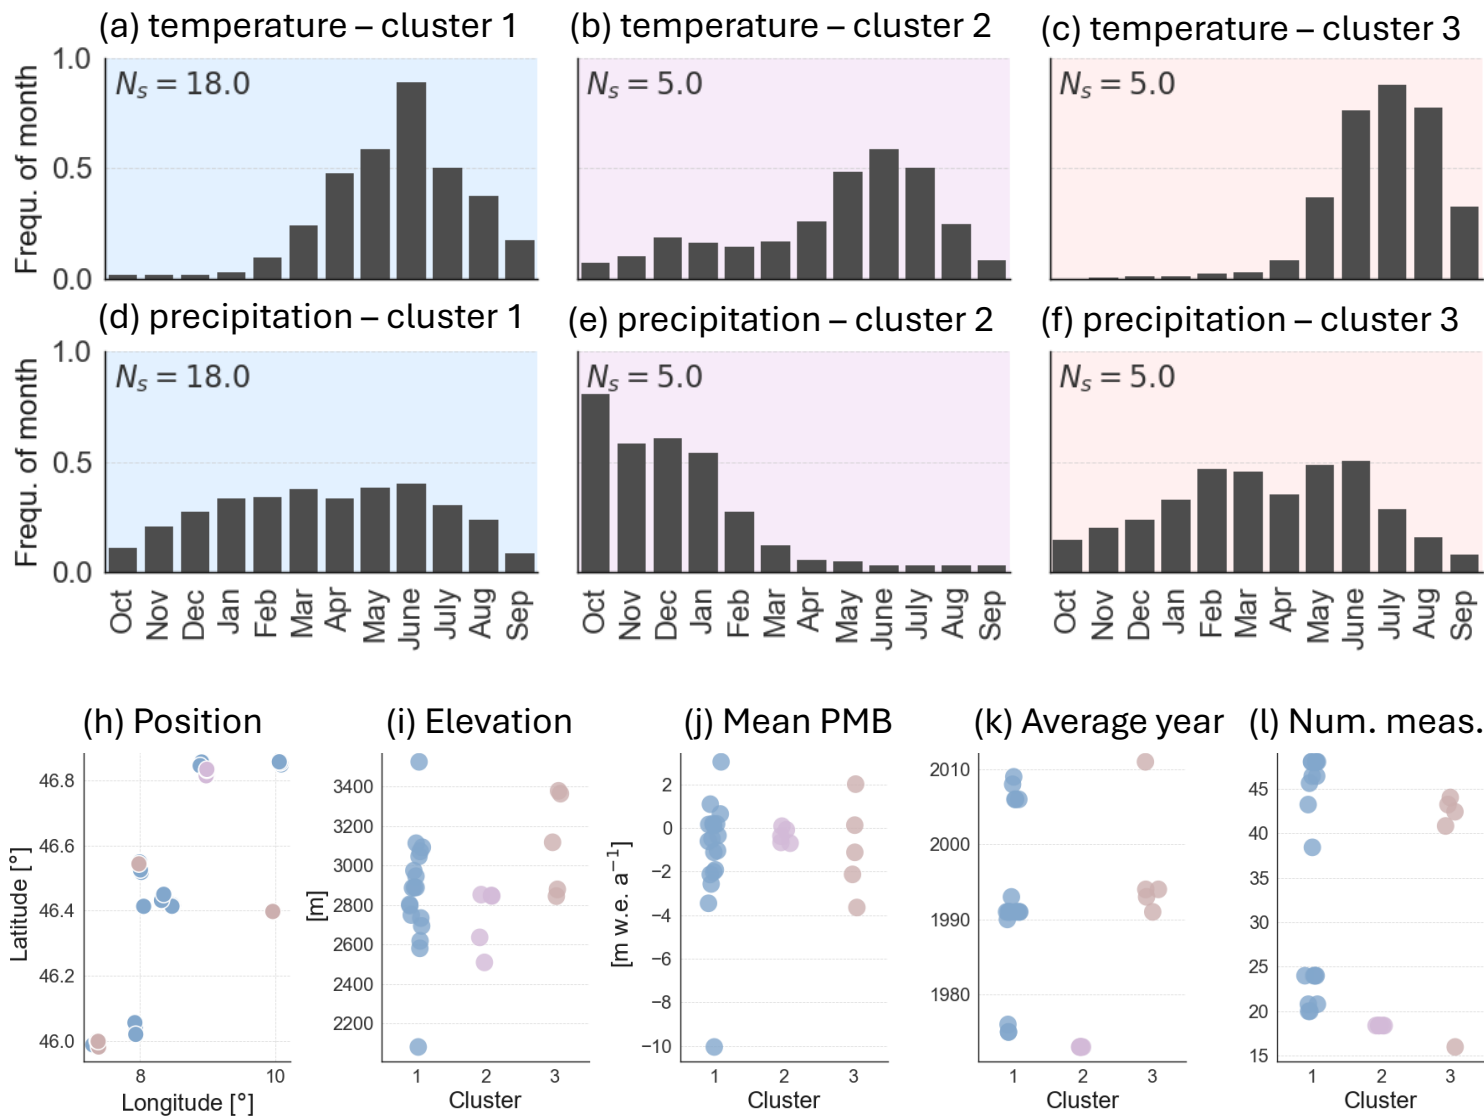 (a) temperature – cluster 1
(b) temperature – cluster 2
(c) temperature – cluster 3
Frequ. of month
1.0
0.5
0.0
Nₛ = 18.0
Nₛ = 5.0
Nₛ = 5.0
(d) precipitation – cluster 1
(e) precipitation – cluster 2
(f) precipitation – cluster 3
Frequ. of month
1.0
0.5
0.0
Nₛ = 18.0
Nₛ = 5.0
Nₛ = 5.0
Oct Nov Dec Jan Feb Mar Apr May June July Aug Sep
Oct Nov Dec Jan Feb Mar Apr May June July Aug Sep
Oct Nov Dec Jan Feb Mar Apr May June July Aug Sep
(h) Position
Latitude [°]
46.8
46.6
46.4
46.2
46.0
8 10
Longitude [°]
(i) Elevation
[m]
3400
3200
3000
2800
2600
2400
2200
1 2 3
Cluster
(j) Mean PMB
[m w.e. a⁻¹]
2
0
−2
−4
−6
−8
−10
1 2 3
Cluster
(k) Average year
2010
2000
1990
1980
1 2 3
Cluster
(l) Num. meas.
45
40
35
30
25
20
15
1 2 3
Cluster